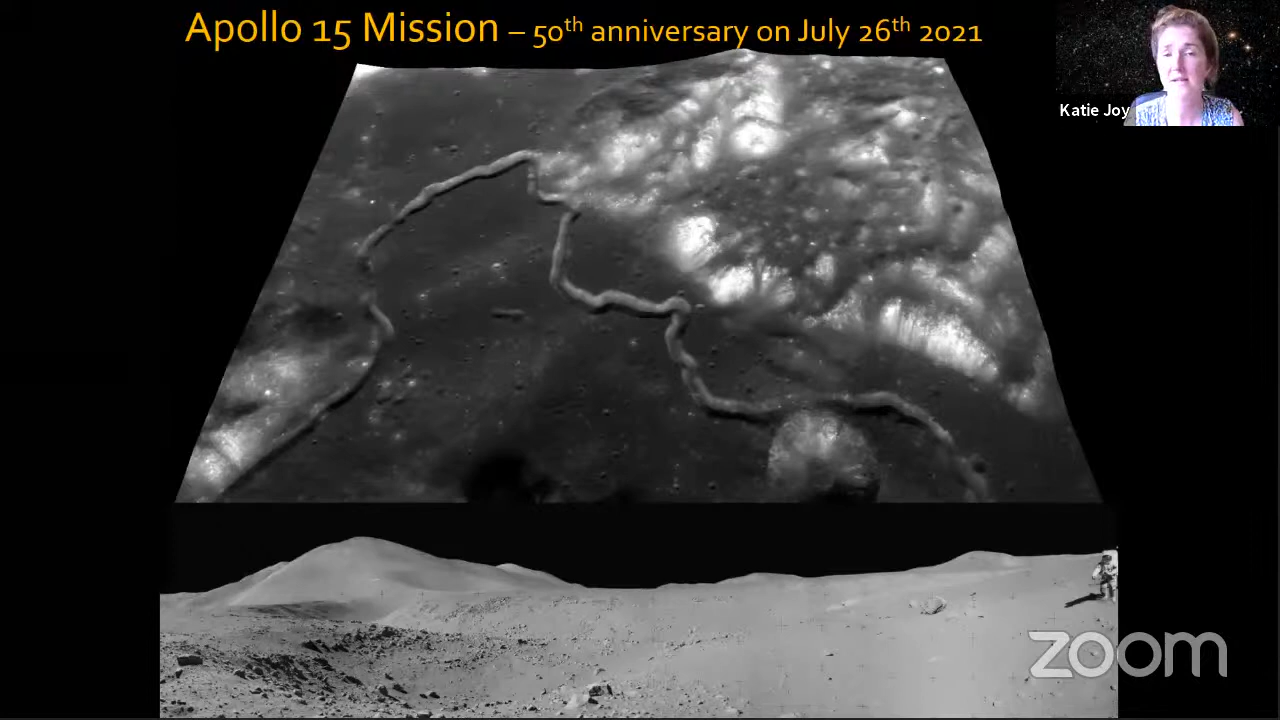 Apollo 15 Mission – 50th anniversary on July 26th 2021
Katie Joy
zoom